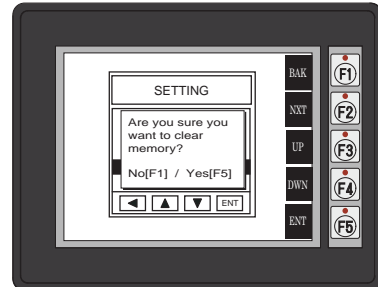 SETTING
Are you sure you
want to clear
memory?
No[F1] / Yes[F5]
ENT
BAK
NXT
UP
DWN
ENT
F1
F2
F3
F4
F5